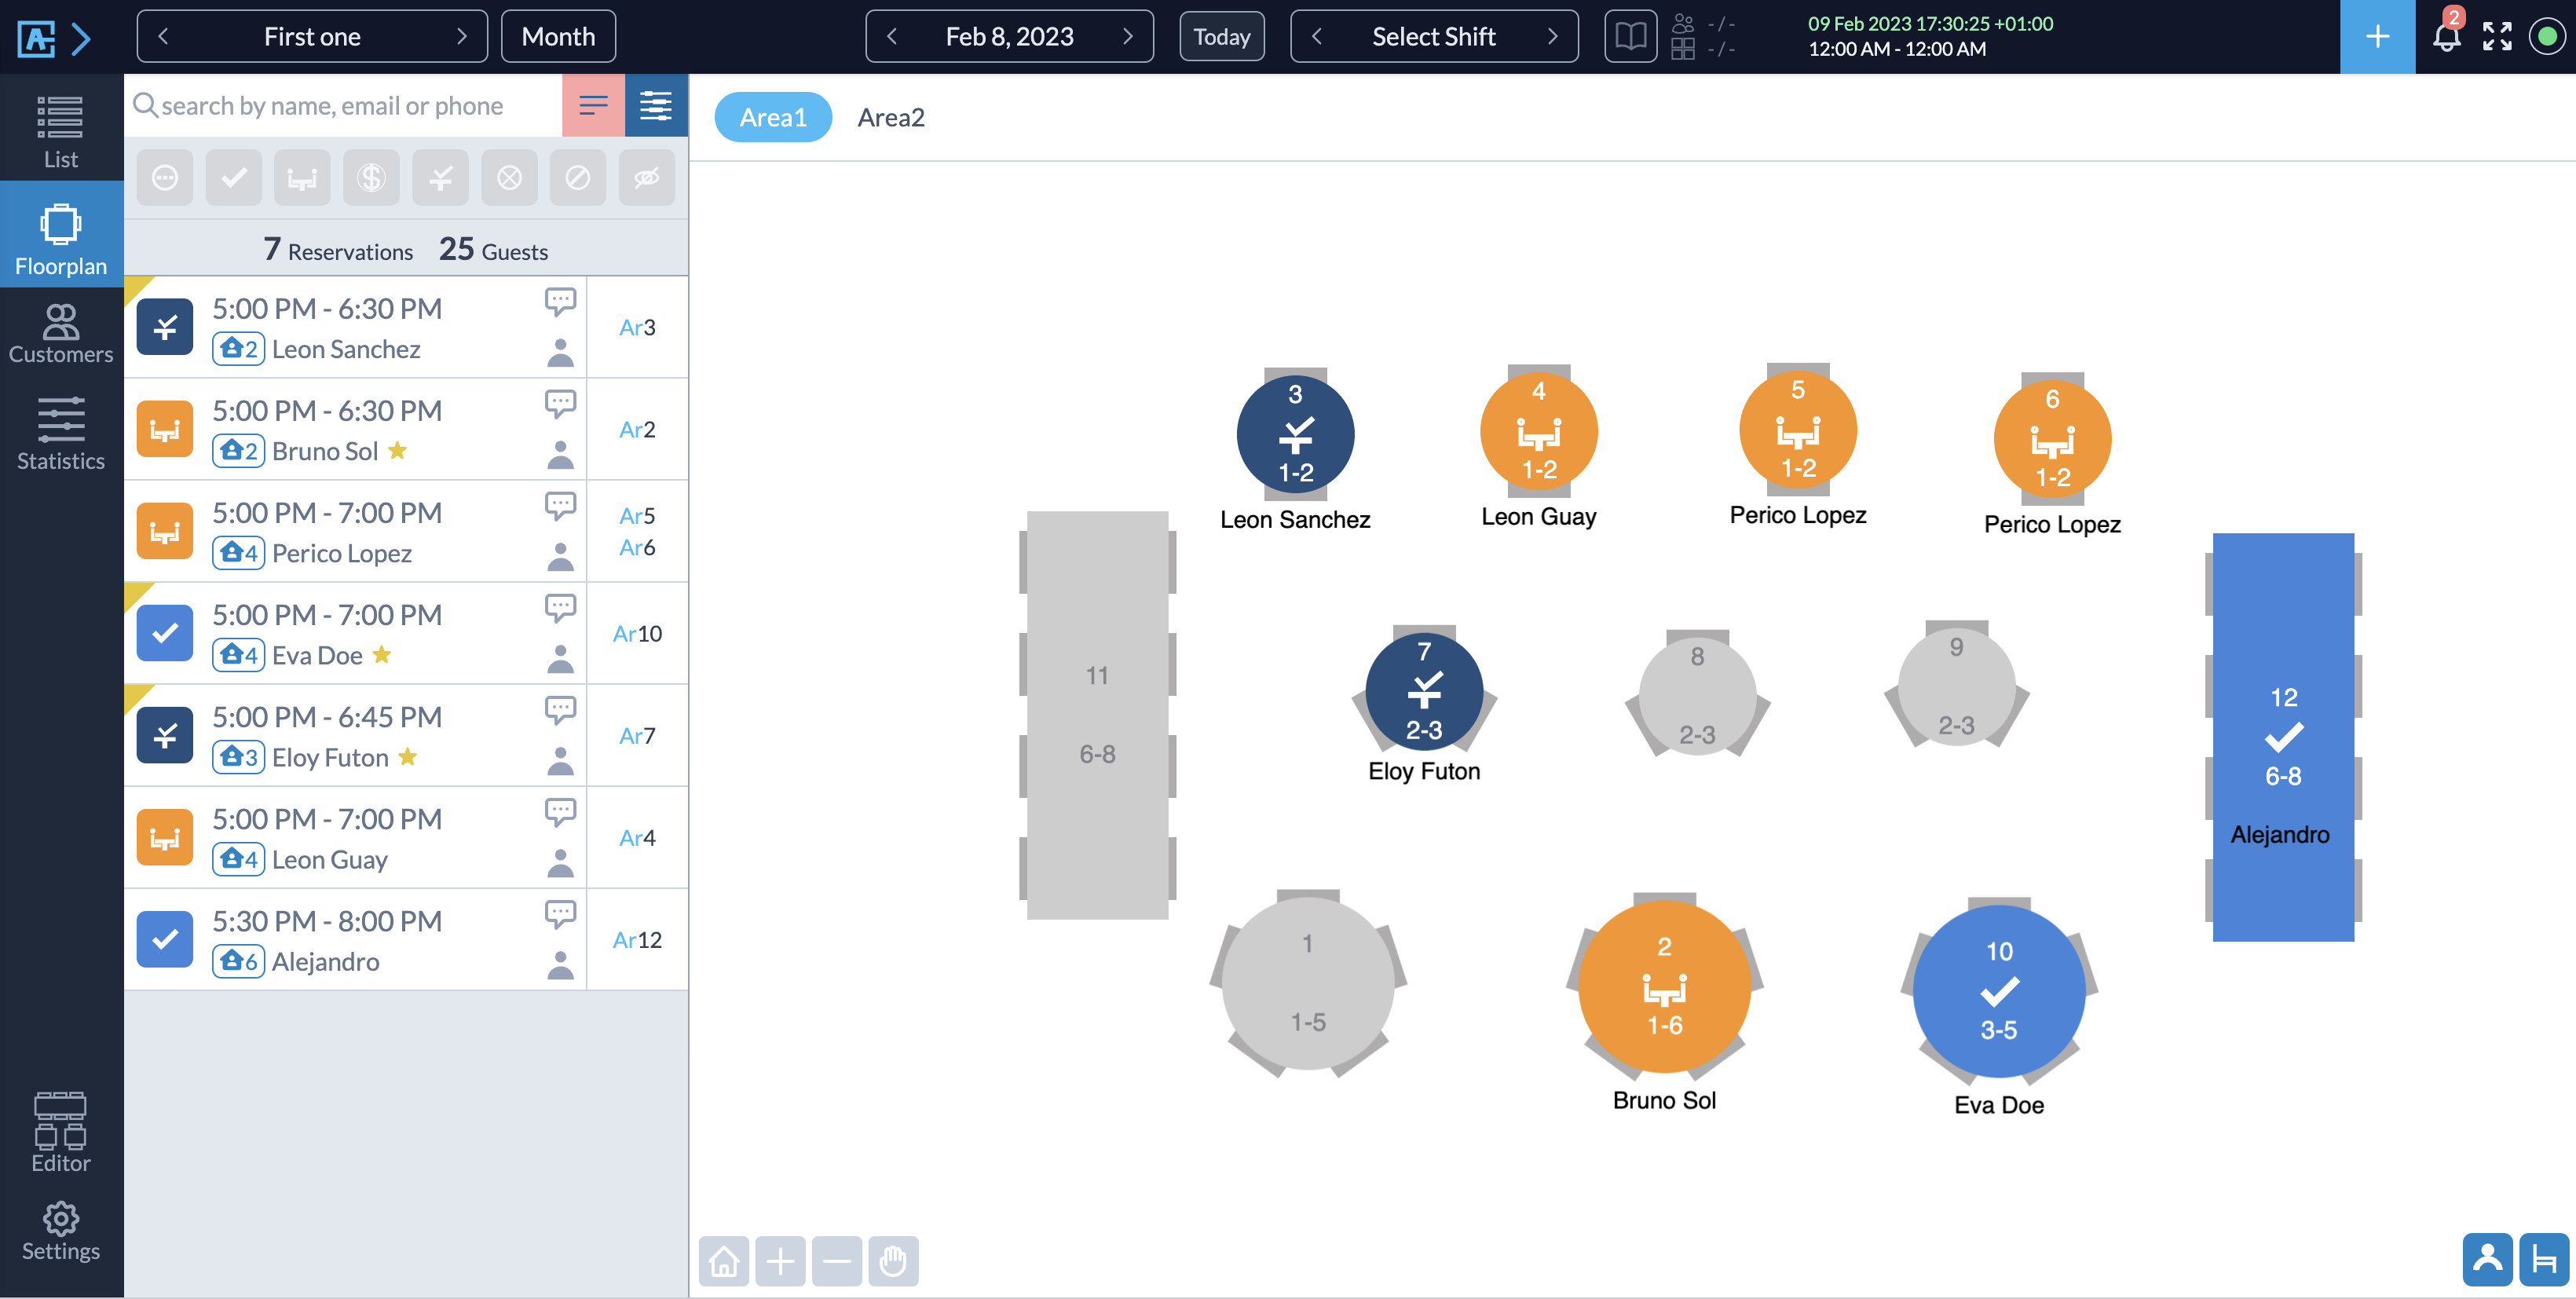 First one
Month
Feb 8, 2023
Today
Select Shift
-/-
-/-
09 Feb 2023 17:30:25 +01:00
12:00 AM - 12:00 AM
2
List
Floorplan
Customers
Statistics
Editor
Settings
search by name, email or phone
7 Reservations 25 Guests
5:00 PM - 6:30 PM
2 Leon Sanchez
Ar3
5:00 PM - 6:30 PM
2 Bruno Sol
Ar2
5:00 PM - 7:00 PM
4 Perico Lopez
Ar5
Ar6
5:00 PM - 7:00 PM
4 Eva Doe
Ar10
5:00 PM - 6:45 PM
3 Eloy Futon
Ar7
5:00 PM - 7:00 PM
4 Leon Guay
Ar4
5:30 PM - 8:00 PM
6 Alejandro
Ar12
Area1 Area2
3
1-2
Leon Sanchez
4
1-2
Leon Guay
5
1-2
Perico Lopez
6
1-2
Perico Lopez
11
6-8
7
2-3
Eloy Futon
8
2-3
9
2-3
12
6-8
Alejandro
1
1-5
2
1-6
Bruno Sol
10
3-5
Eva Doe